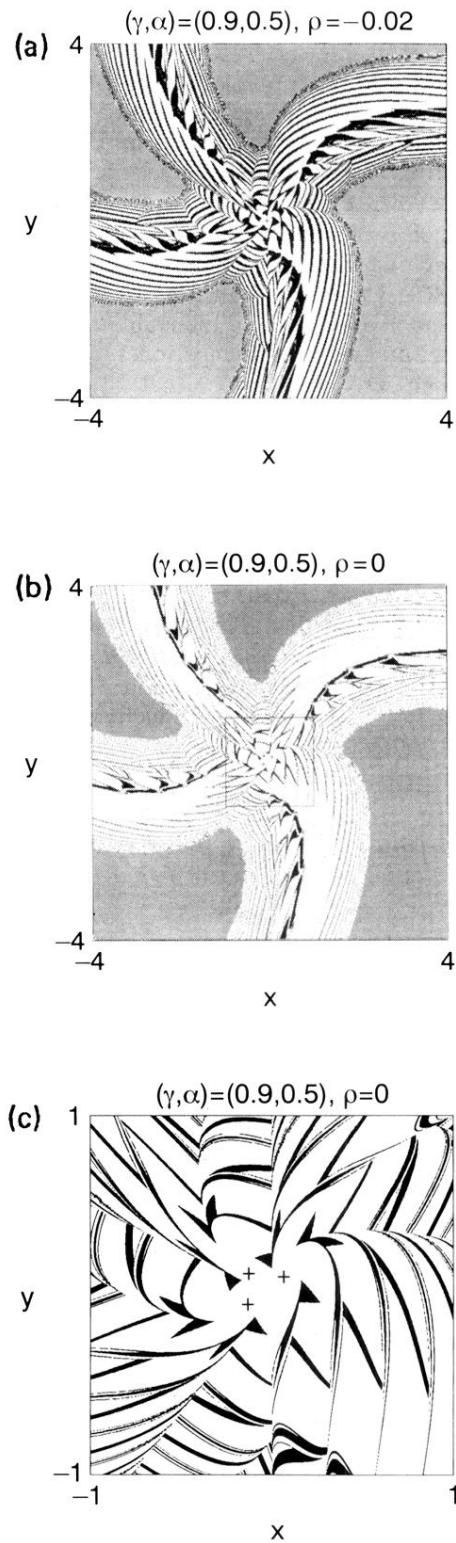 (a)
(γ,α)=(0.9,0.5), ρ=−0.02
4
y
−4
−4
4
x
(b)
(γ,α)=(0.9,0.5), ρ=0
4
y
−4
−4
4
x
(c)
(γ,α)=(0.9,0.5), ρ=0
1
y
−1
−1
1
x